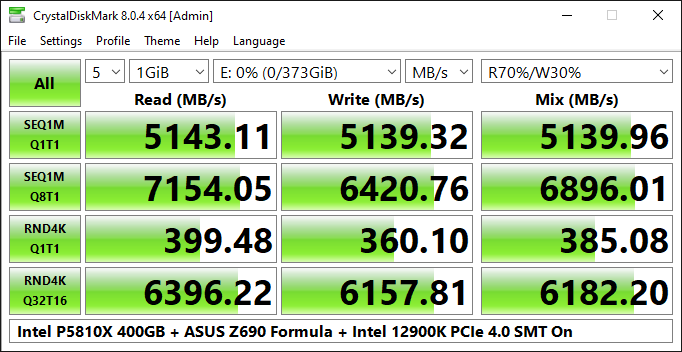 CrystalDiskMark 8.0.4 x64 [Admin]
File Settings Profile Theme Help Language
All 5 1GiB E: 0% (0/373GiB) MB/s R70%/W30%
Read (MB/s) Write (MB/s) Mix (MB/s)
SEQ1M
Q1T1 5143.11 5139.32 5139.96
SEQ1M
Q8T1 7154.05 6420.76 6896.01
RND4K
Q1T1 399.48 360.10 385.08
RND4K
Q32T16 6396.22 6157.81 6182.20
Intel P5810X 400GB + ASUS Z690 Formula + Intel 12900K PCIe 4.0 SMT On